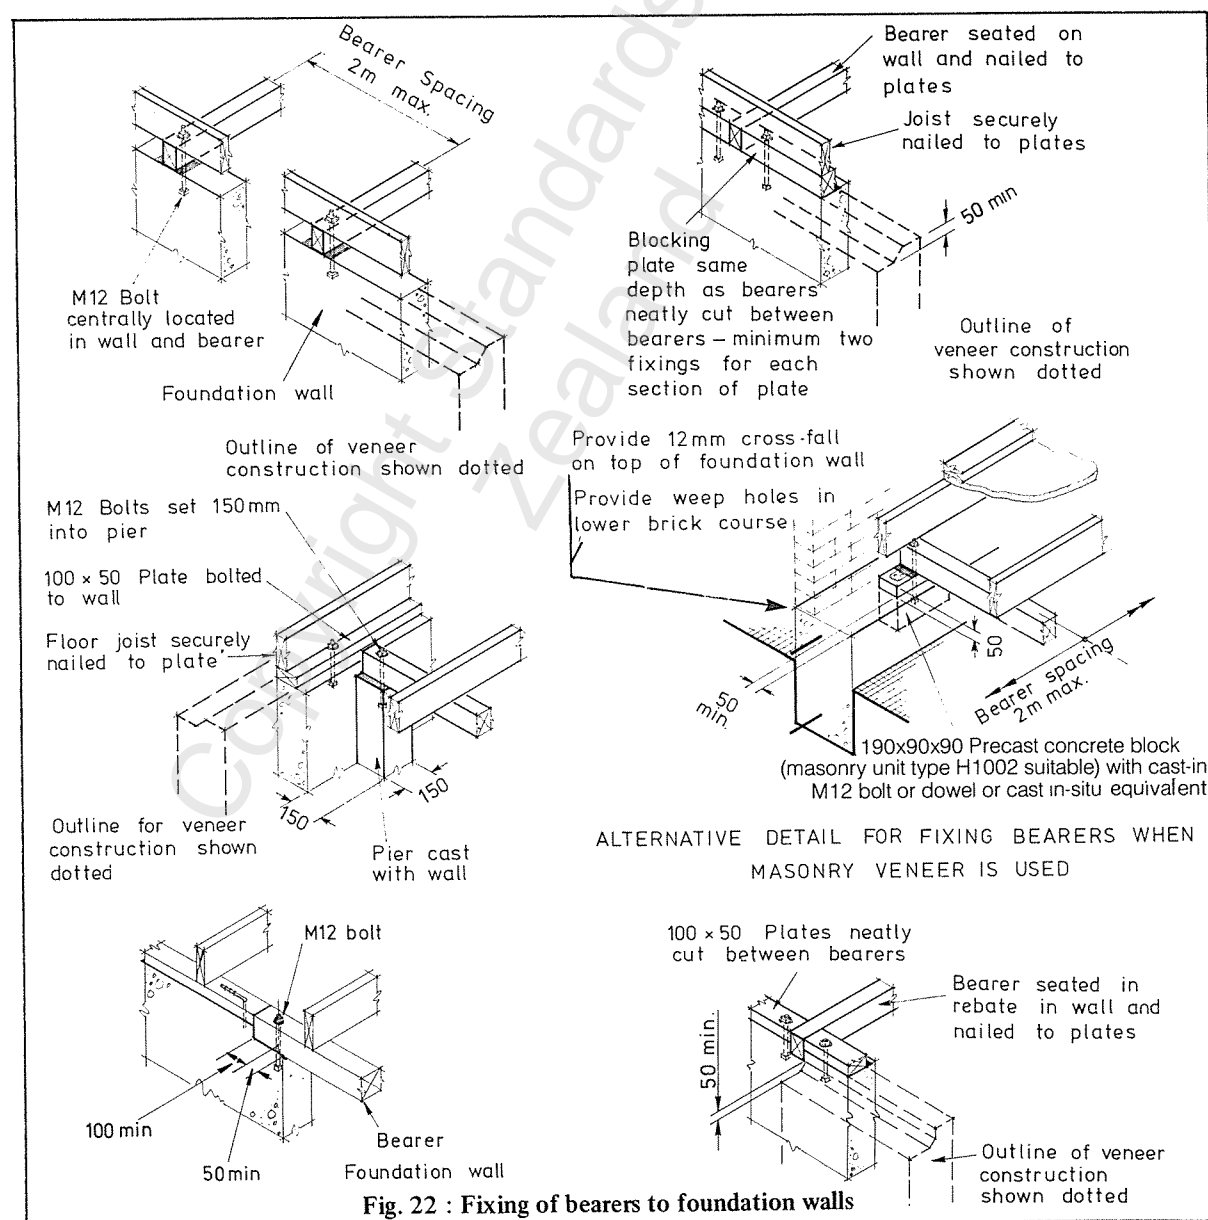 Bearer Spacing
2m max.
M12 Bolt
centrally located
in wall and bearer
Foundation wall
Outline of veneer
construction shown dotted
Bearer seated on
wall and nailed to
plates
Joist securely
nailed to plates
50 min
Blocking
plate same
depth as bearers
neatly cut between
bearers – minimum two
fixings for each
section of plate
Outline of
veneer construction
shown dotted
M12 Bolts set 150mm
into pier
100 × 50 Plate bolted
to wall
Floor joist securely
nailed to plate
150
150
Outline for veneer
construction shown
dotted
Pier cast
with wall
Provide 12mm cross-fall
on top of foundation wall
Provide weep holes in
lower brick course
50
min.
50
Bearer spacing
2m max.
190x90x90 Precast concrete block
(masonry unit type H1002 suitable) with cast-in
M12 bolt or dowel or cast in-situ equivalent
ALTERNATIVE DETAIL FOR FIXING BEARERS WHEN
MASONRY VENEER IS USED
M12 bolt
100 min
50min
Bearer
Foundation wall
100 × 50 Plates neatly
cut between bearers
Bearer seated in
rebate in wall and
nailed to plates
50 min.
Outline of veneer
construction
shown dotted
Fig. 22 : Fixing of bearers to foundation walls
Copyright Standards
Zealand